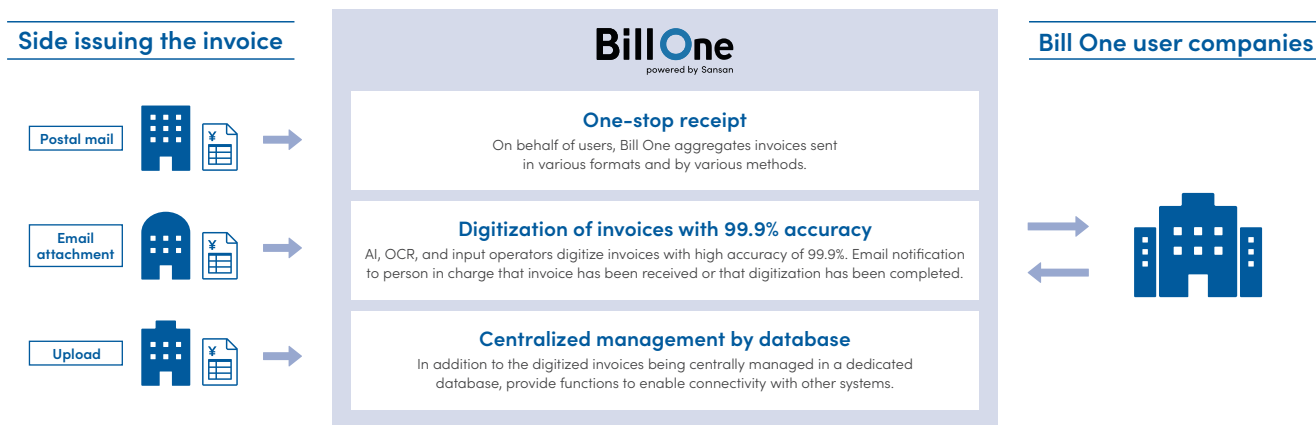 Side issuing the invoice
Postal mail
¥
Email
attachment
¥
Upload
¥
Bill One
powered by Sansan
One-stop receipt
On behalf of users, Bill One aggregates invoices sent
in various formats and by various methods.
Digitization of invoices with 99.9% accuracy
AI, OCR, and input operators digitize invoices with high accuracy of 99.9%. Email notification
to person in charge that invoice has been received or that digitization has been completed.
Centralized management by database
In addition to the digitized invoices being centrally managed in a dedicated
database, provide functions to enable connectivity with other systems.
Bill One user companies